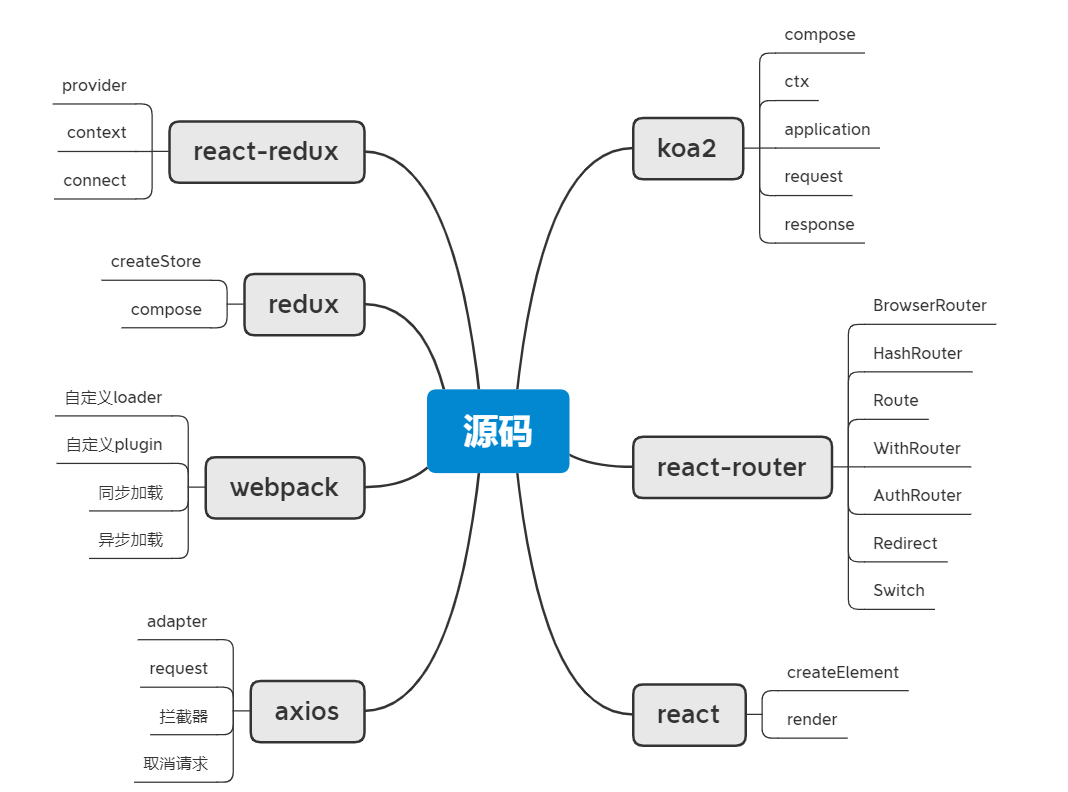 源码
koa2
compose
ctx
application
request
response
react-router
BrowserRouter
HashRouter
Route
WithRouter
AuthRouter
Redirect
Switch
react
createElement
render
react-redux
provider
context
connect
redux
createStore
compose
webpack
自定义loader
自定义plugin
同步加载
异步加载
axios
adapter
request
拦截器
取消请求